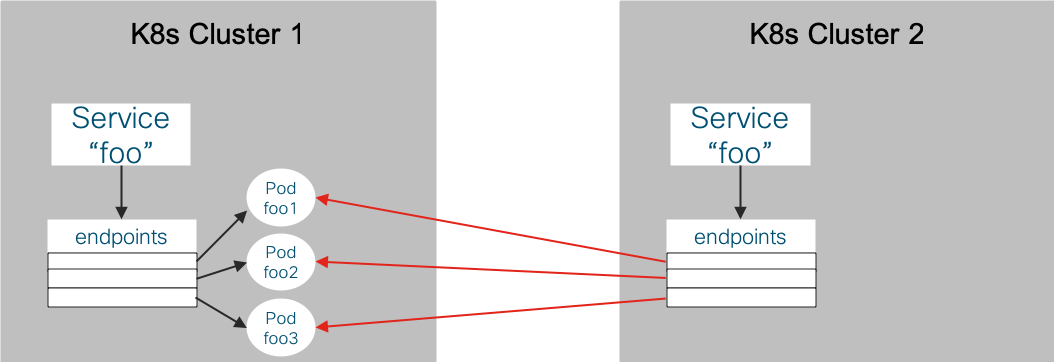 K8s Cluster 1
Service
“foo”
endpoints
Pod
foo1
Pod
foo2
Pod
foo3
K8s Cluster 2
Service
“foo”
endpoints